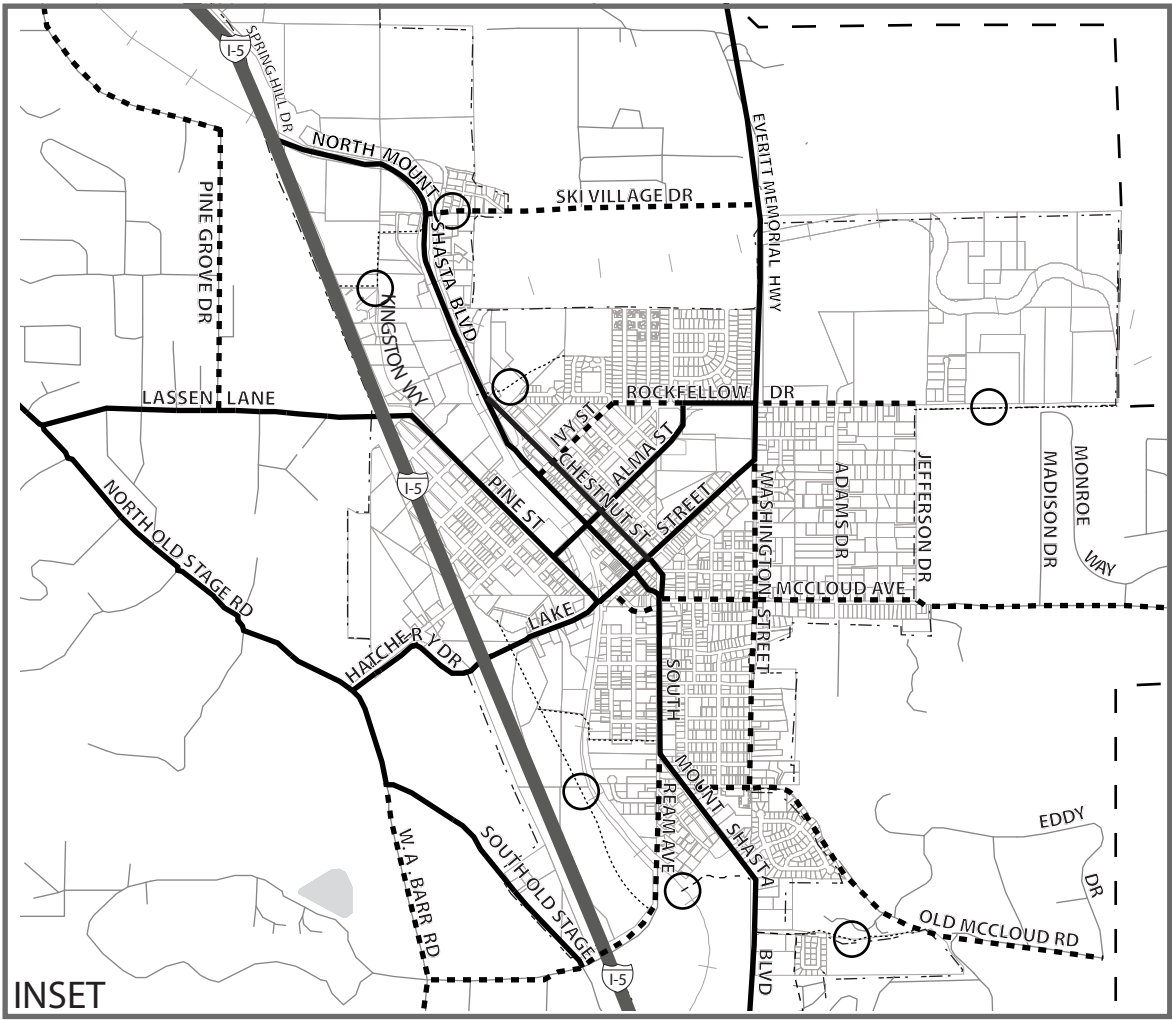 I-5
SPRING HILL DR
NORTH MOUNT
SHASTA BLVD
SKI VILLAGE DR
EVERITT MEMORIAL HWY
PINE GROVE DR
KINGSTON WY
LASSEN LANE
ROCKFELLOW DR
IVY ST
ALMA ST
CHESTNUT ST
PINE ST
I-5
LAKE STREET
WASHINGTON STREET
ADAMS DR
JEFFERSON DR
MADISON DR
MONROE WAY
NORTH OLD STAGE RD
MCCLOUD AVE
HATCHERY DR
SOUTH
MOUNT
SHASTA
BLVD
REAM AVE
SOUTH OLD STAGE
W. A. BARR RD
EDDY DR
OLD MCCLOUD RD
I-5
INSET